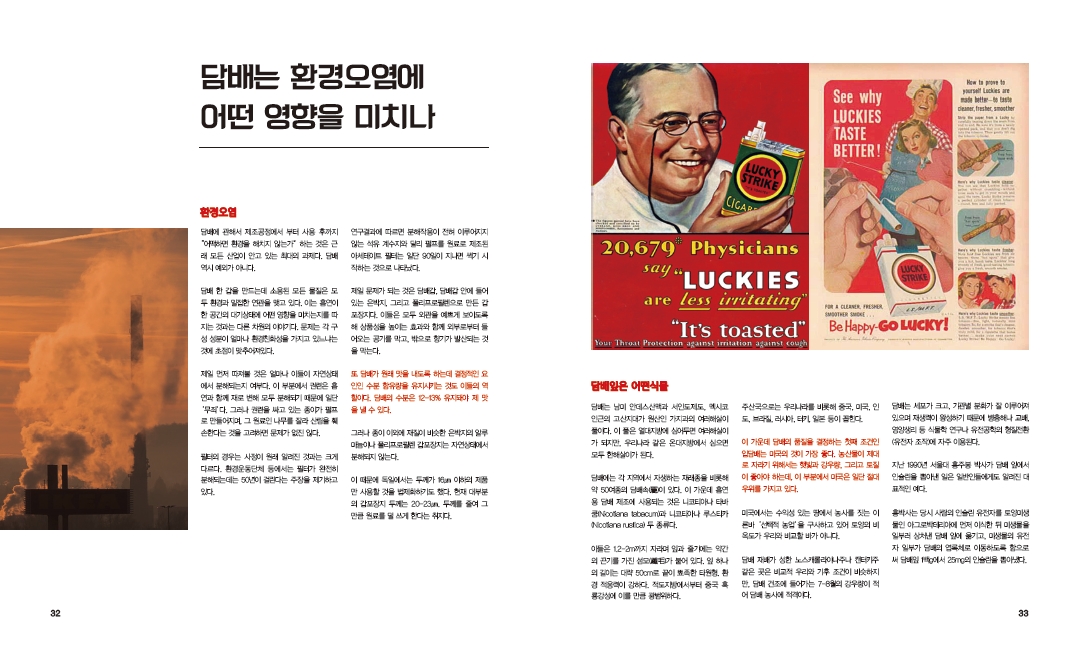 담배는 환경오염에
어떤 영향을 미치나
환경오염
담배에 관해서 제조공정에서 부터 사용 후까지
"어떡하면 환경을 해치지 않는가" 하는 것은 근
래 모든 산업이 안고 있는 최대의 과제다. 담배
역시 예외가 아니다.
담배 한 갑을 만드는데 소용된 모든 물질은 모
두 환경과 밀접한 연관을 맺고 있다. 이는 흡연이
한 공간의 대기상태에 어떤 영향을 미치는지를 따
지는 것과는 다른 차원의 이야기다. 문제는 각 구
성 성분이 얼마나 환경친화성을 가지고 있느냐는
것에 초점이 맞추어져있다.
제일 먼저 따져볼 것은 얼마나 이들이 자연상태
에서 분해되는지 여부다. 이 부분에서 권련은 흡
연과 함께 재로 변해 모두 분해되기 때문에 일단
'무죄'다. 그러나 권련을 싸고 있는 종이가 펄프
로 만들어지며, 그 원료인 나무를 잘라 산림을 훼
손한다는 것을 고려하면 문제가 없진 않다.
필터의 경우는 사정이 원래 알려진 것과는 크게
다르다. 환경운동단체 등에서는 필터가 완전히
분해되는데는 50년이 걸린다는 주장을 제기하고
있다.
연구결과에 따르면 분해작용이 전혀 이루어지지
않는 석유 계수지와 달리 펄프를 원료로 제조된
아세테이트 필터는 일단 90일이 지나면 썩기 시
작하는 것으로 나타났다.
제일 문제가 되는 것은 담배갑, 담배갑 안에 들어
있는 은박지, 그리고 폴리프로필렌으로 만든 갑
포장지다. 이들은 모두 외관을 예쁘게 보이도록
해 상품성을 높이는 효과와 함께 외부로부터 들
어오는 공기를 막고, 밖으로 향기가 발산되는 것
을 막는다.
또 담배가 원래 맛을 내도록 하는데 결정적인 요
인인 수분 함유량을 유지시키는 것도 이들의 역
할이다. 담배의 수분은 12-13% 유지돼야 제 맛
을 낼 수 있다.
그러나 종이 이외에 재질이 비슷한 은박지의 알루
미늄이나 폴리프로필렌 갑포장지는 자연상태에서
분해되지 않는다.
이 때문에 독일에서는 두께가 16㎛ 이하의 제품
만 사용할 것을 법제화하기도 했다. 현재 대부분
의 갑포장지 두께는 20-23㎛. 두께를 줄여 그
만큼 원료를 덜 쓰게 한다는 취지다.
32
LUCKY
STRIKE
CIGAR
20,679 Physicians
say "LUCKIES
are less irritating"
"It's toasted"
Your Throat Protection against irritation against cough
See why
LUCKIES
TASTE
BETTER!
LUCKY
STRIKE
FOR A CLEANER, FRESHER,
SMOOTHER SMOKE...
Be Happy-GO LUCKY!
How to prove to
yourself Luckies are
made better-to taste
cleaner, fresher, smoother
담배잎은 어떤식물
담배는 남미 안데스산맥과 서인도제도, 멕시코
인근의 고산지대가 원산인 가지과의 여러해살이
풀이다. 이 풀은 열대지방에 심어두면 여러해살이
가 되지만, 우리나라 같은 온대지방에서 심으면
모두 한해살이가 된다.
담배에는 각 지역에서 자생하는 재래종을 비롯해
약 50여종의 담배속(屬)이 있다. 이 가운데 흡연
용 담배 제조에 사용되는 것은 니코티아나 타바
쿰(Nicotiana tabacum)과 니코티아나 루스티카
(Nicotiana rustica) 두 종류다.
이들은 1.2~2m까지 자라며 잎과 줄기에는 약간
의 끈기를 가진 섬모(纖毛)가 붙어 있다. 잎 하나
의 길이는 대략 50cm로 끝이 뾰족한 타원형. 환
경 적응력이 강하다. 적도지방에서부터 중국 흑
룡강성에 이를 만큼 광범위하다.
주산국으로는 우리나라를 비롯해 중국, 미국, 인
도, 브라질, 러시아, 터키, 일본 등이 꼽힌다.
이 가운데 담배의 품질을 결정하는 첫째 조건인
입담배는 미국의 것이 가장 좋다. 농산물이 제대
로 자라기 위해서는 햇빛과 강우량, 그리고 토질
이 좋아야 하는데, 이 부분에서 미국은 일단 절대
우위를 가지고 있다.
미국에서는 수익성 있는 땅에서 농사를 짓는 이
른바 '선택적 농업'을 구사하고 있어 토양의 비
옥도가 우리와 비교할 바가 아니다.
담배 재배가 성한 노스캐롤라이나주나 켄터키주
같은 곳은 비교적 우리와 기후 조건이 비슷하지
만, 담배 건조에 들어가는 7-8월의 강우량이 적
어 담배 농사에 적격이다.
담배는 세포가 크고, 기관별 분화가 잘 이루어져
있으며 재생력이 왕성하기 때문에 병충해나 교배,
영양생리 등 식물학 연구나 유전공학의 형질전환
(유전자 조작)에 자주 이용된다.
지난 1990년 서울대 홍주봉 박사가 담배 잎에서
인슐린을 뽑아낸 일은 일반인들에게도 알려진 대
표적인 예다.
홍박사는 당시 사람의 인슐린 유전자를 토양미생
물인 아그로박테리아에 먼저 이식한 뒤 미생물을
일부러 상처낸 담배 잎에 옮기고, 미생물의 유전
자 일부가 담배의 엽록체로 이동하도록 함으로
써 담배잎 1㎏에서 2.5mg의 인슐린을 뽑아냈다.
33